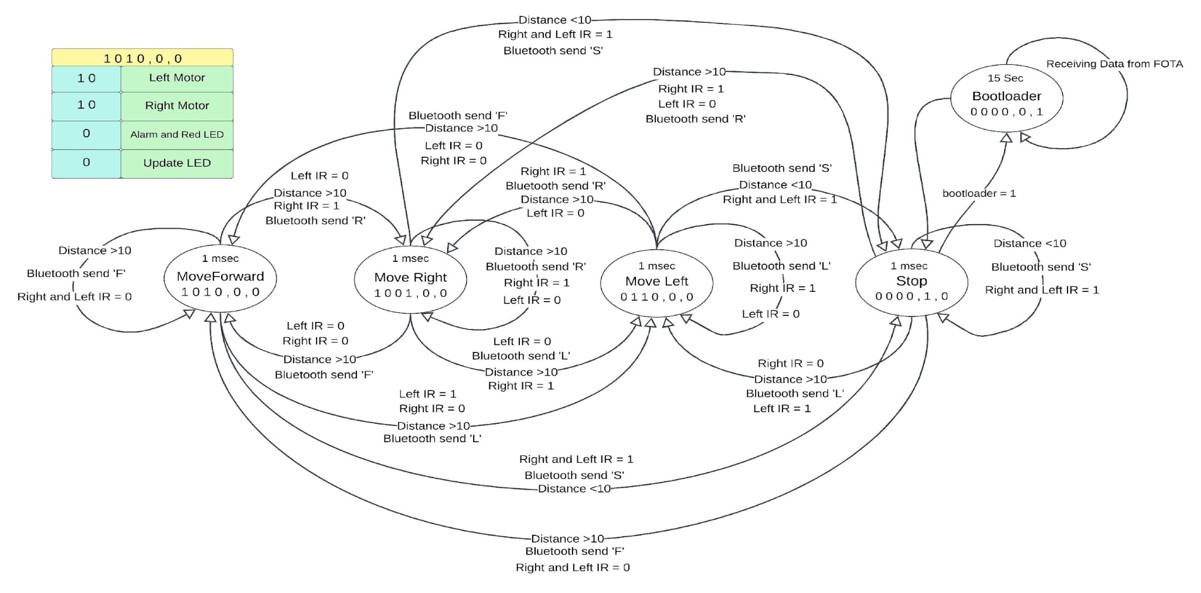 1 0 1 0 , 0 , 0
1 0 Left Motor
1 0 Right Motor
0 Alarm and Red LED
0 Update LED
Distance <10
Right and Left IR = 1
Bluetooth send 'S'
Distance >10
Right IR = 1
Left IR = 0
Bluetooth send 'R'
Receiving Data from FOTA
15 Sec
Bootloader
0 0 0 0 , 0 , 1
bootloader = 1
Bluetooth send 'F'
Distance >10
Left IR = 0
Right IR = 0
Left IR = 0
Distance >10
Right IR = 1
Bluetooth send 'R'
Right IR = 1
Bluetooth send 'R'
Distance >10
Left IR = 0
Bluetooth send 'S'
Distance <10
Right and Left IR = 1
Distance >10
Bluetooth send 'F'
Right and Left IR = 0
1 msec
MoveForward
1 0 1 0 , 0 , 0
1 msec
Move Right
1 0 0 1 , 0 , 0
Distance >10
Bluetooth send 'R'
Right IR = 1
Left IR = 0
1 msec
Move Left
0 1 1 0 , 0 , 0
Distance >10
Bluetooth send 'L'
Right IR = 1
Left IR = 0
1 msec
Stop
0 0 0 0 , 1 , 0
Distance <10
Bluetooth send 'S'
Right and Left IR = 1
Left IR = 0
Right IR = 0
Distance >10
Bluetooth send 'F'
Left IR = 0
Bluetooth send 'L'
Distance >10
Right IR = 1
Right IR = 0
Distance >10
Bluetooth send 'L'
Left IR = 1
Left IR = 1
Right IR = 0
Distance >10
Bluetooth send 'L'
Right and Left IR = 1
Bluetooth send 'S'
Distance <10
Distance >10
Bluetooth send 'F'
Right and Left IR = 0